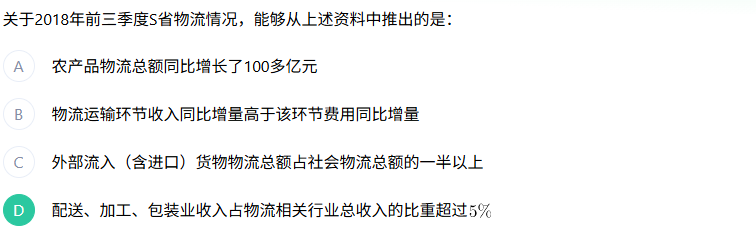 关于2018年前三季度S省物流情况，能够从上述资料中推出的是：
A 农产品物流总额同比增长了100多亿元
B 物流运输环节收入同比增量高于该环节费用同比增量
C 外部流入（含进口）货物物流总额占社会物流总额的一半以上
D 配送、加工、包装业收入占物流相关行业总收入的比重超过5%